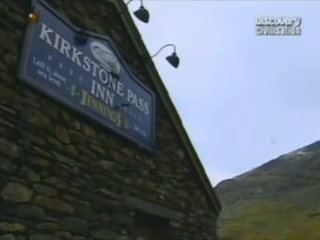 Discovery
civilisation
KIRKSTONE PASS
INN
JENNINGS